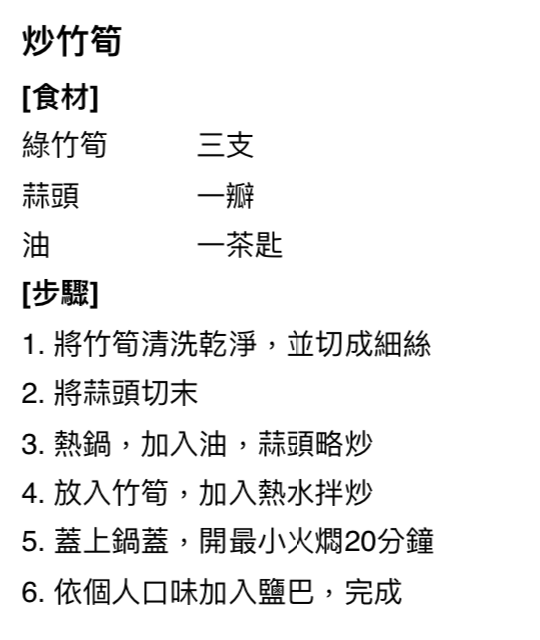 炒竹筍
[食材]
綠竹筍 三支
蒜頭 一瓣
油 一茶匙
[步驟]
1. 將竹筍清洗乾淨，並切成細絲
2. 將蒜頭切末
3. 熱鍋，加入油，蒜頭略炒
4. 放入竹筍，加入熱水拌炒
5. 蓋上鍋蓋，開最小火燜20分鐘
6. 依個人口味加入鹽巴，完成